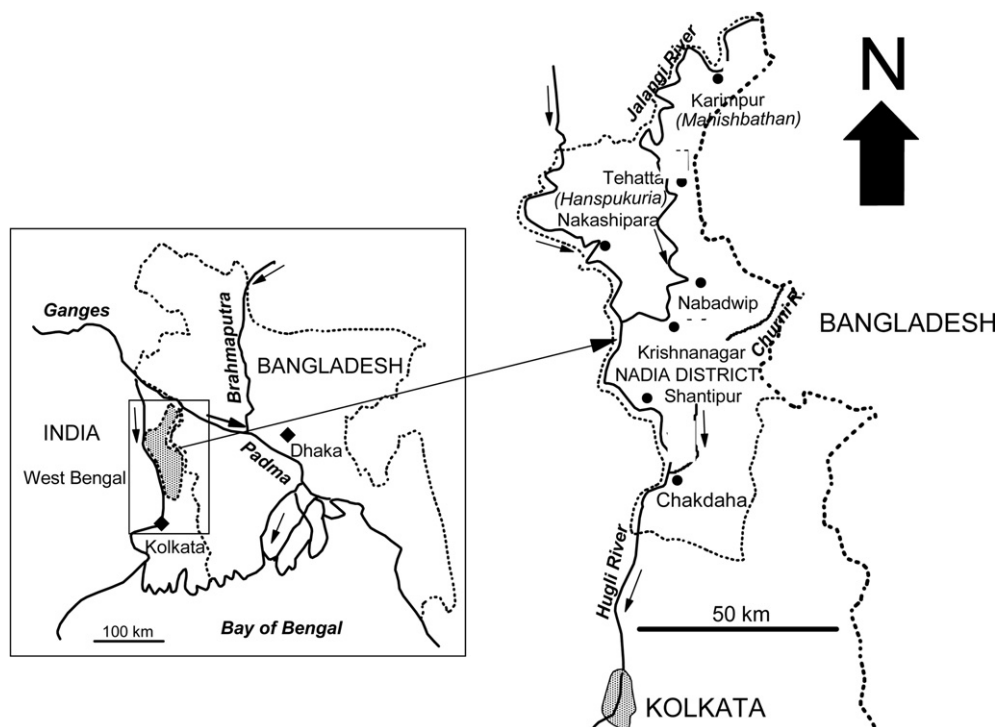 Ganges
Brahmaputra
BANGLADESH
INDIA
West Bengal
Padma
Dhaka
Kolkata
100 km
Bay of Bengal
N
Jalangi River
Karimpur
(Mahishbathan)
Tehatta
(Hanspukuria)
Nakashipara
Nabadwip
Churni R.
BANGLADESH
Krishnanagar
NADIA DISTRICT
Shantipur
Chakdaha
Hugli River
50 km
KOLKATA